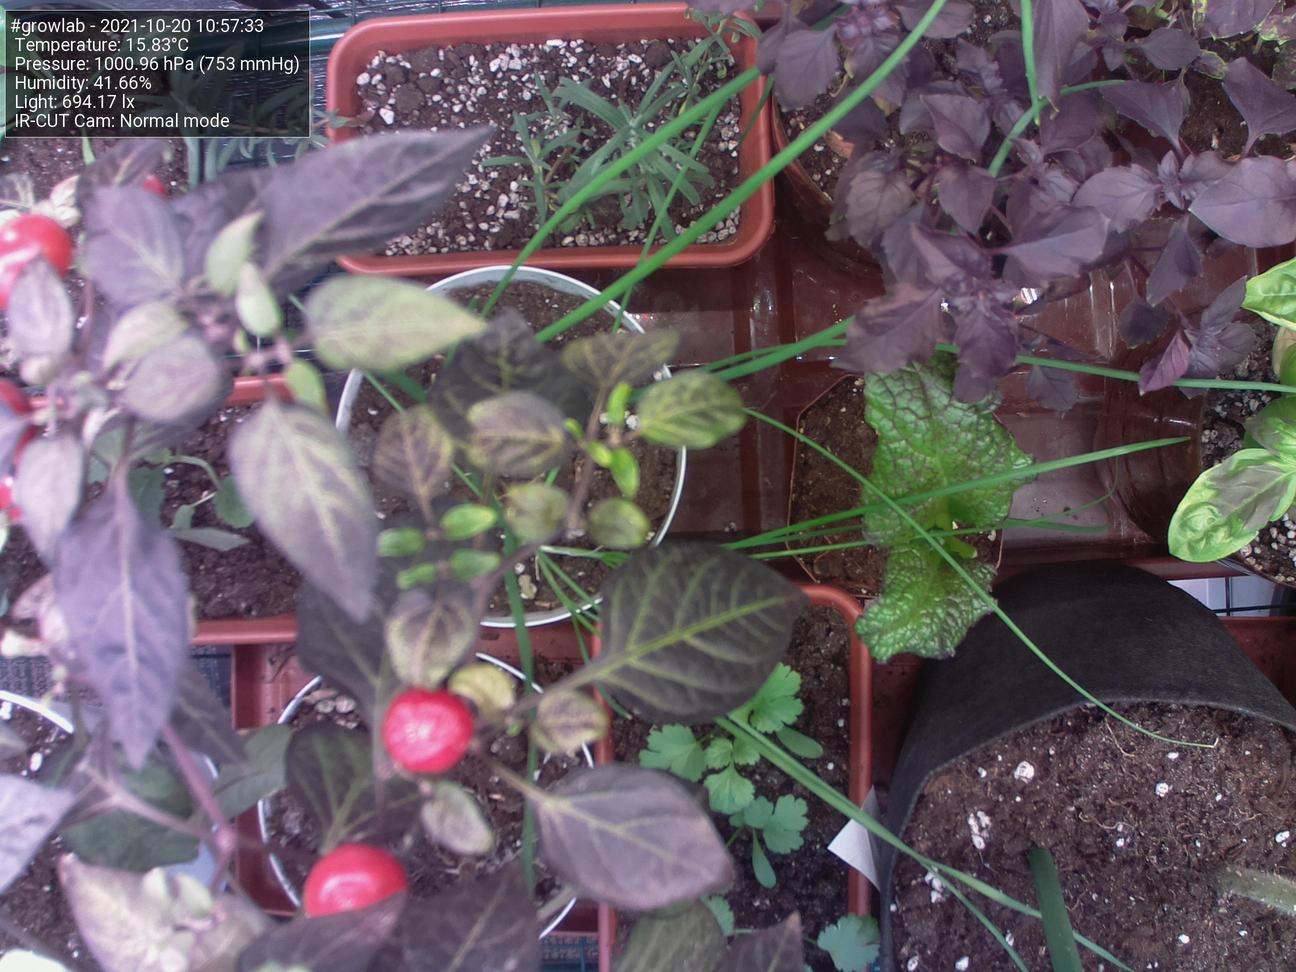 #growlab - 2021-10-20 10:57:33
Temperature: 15.83°C
Pressure: 1000.96 hPa (753 mmHg)
Humidity: 41.66%
Light: 694.17 lx
IR-CUT Cam: Normal mode